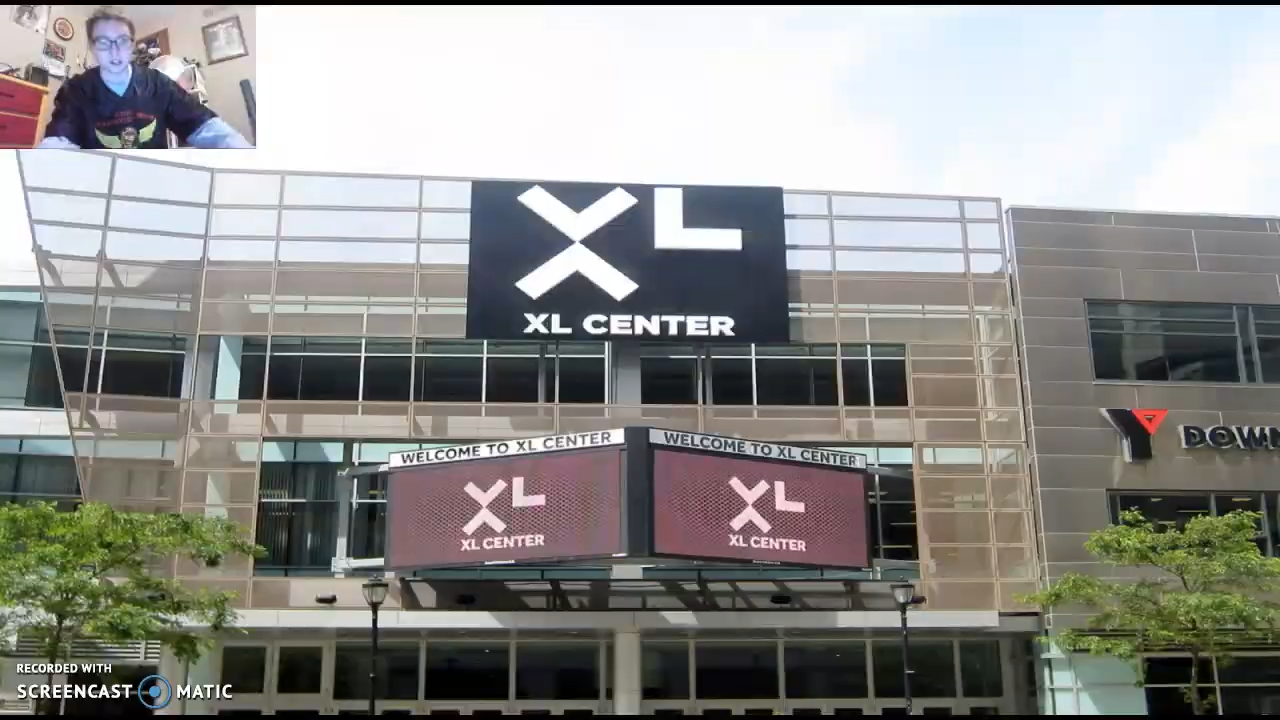 XL
XL CENTER
WELCOME TO XL CENTER
WELCOME TO XL CENTER
XL
XL CENTER
XL
XL CENTER
Y DOWN
RECORDED WITH
SCREENCAST MATIC